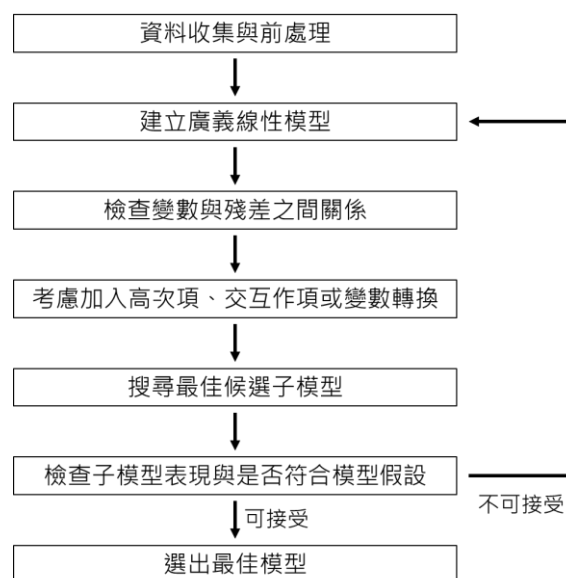 資料收集與前處理
建立廣義線性模型
檢查變數與殘差之間關係
考慮加入高次項、交互作項或變數轉換
搜尋最佳候選子模型
檢查子模型表現與是否符合模型假設
不可接受
可接受
選出最佳模型